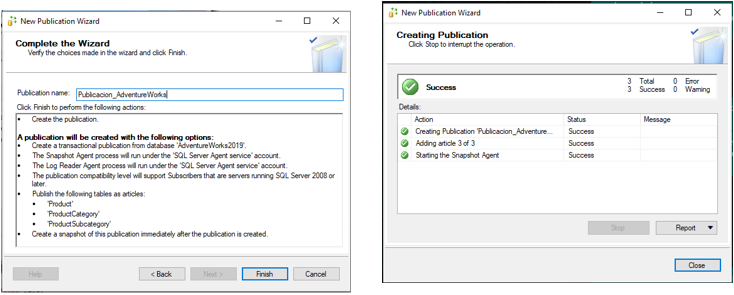 New Publication Wizard
Complete the Wizard
Verify the choices made in the wizard and click Finish.
Publication name:
Publicacion_AdventureWorks
Click Finish to perform the following actions:
• Create the publication.
A publication will be created with the following options:
• Create a transactional publication from database 'AdventureWorks2019'.
• The Snapshot Agent process will run under the 'SQL Server Agent service' account.
• The Log Reader Agent process will run under the 'SQL Server Agent service' account.
• The publication compatibility level will support Subscribers that are servers running SQL Server 2008 or
later.
• Publish the following tables as articles:
• 'Product'
• 'ProductCategory'
• 'ProductSubcategory'
• Create a snapshot of this publication immediately after the publication is created.
Help
< Back
Next >
Finish
Cancel
New Publication Wizard
Creating Publication
Click Stop to interrupt the operation.
Success
3 Total 0 Error
3 Success 0 Warning
Details:
Action Status Message
Creating Publication 'Publicacion_Adventure... Success
Adding article 3 of 3 Success
Starting the Snapshot Agent Success
Stop
Report
Close